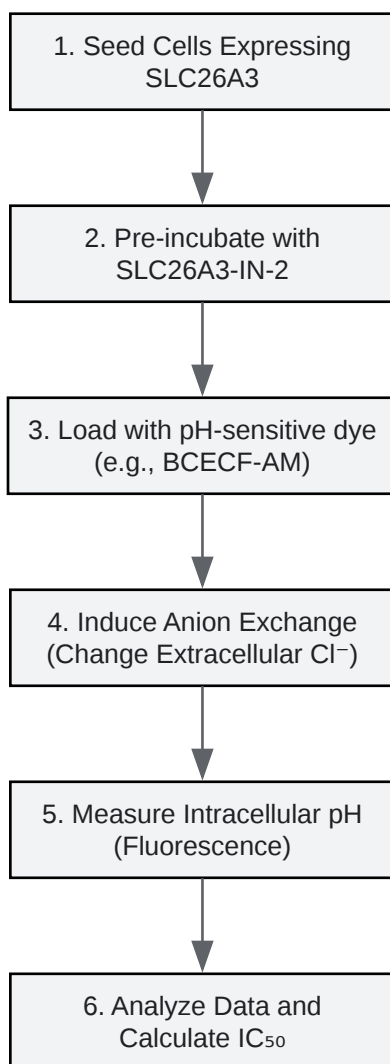 1. Seed Cells Expressing
SLC26A3
2. Pre-incubate with
SLC26A3-IN-2
3. Load with pH-sensitive dye
(e.g., BCECF-AM)
4. Induce Anion Exchange
(Change Extracellular Cl⁻)
5. Measure Intracellular pH
(Fluorescence)
6. Analyze Data and
Calculate IC₅₀